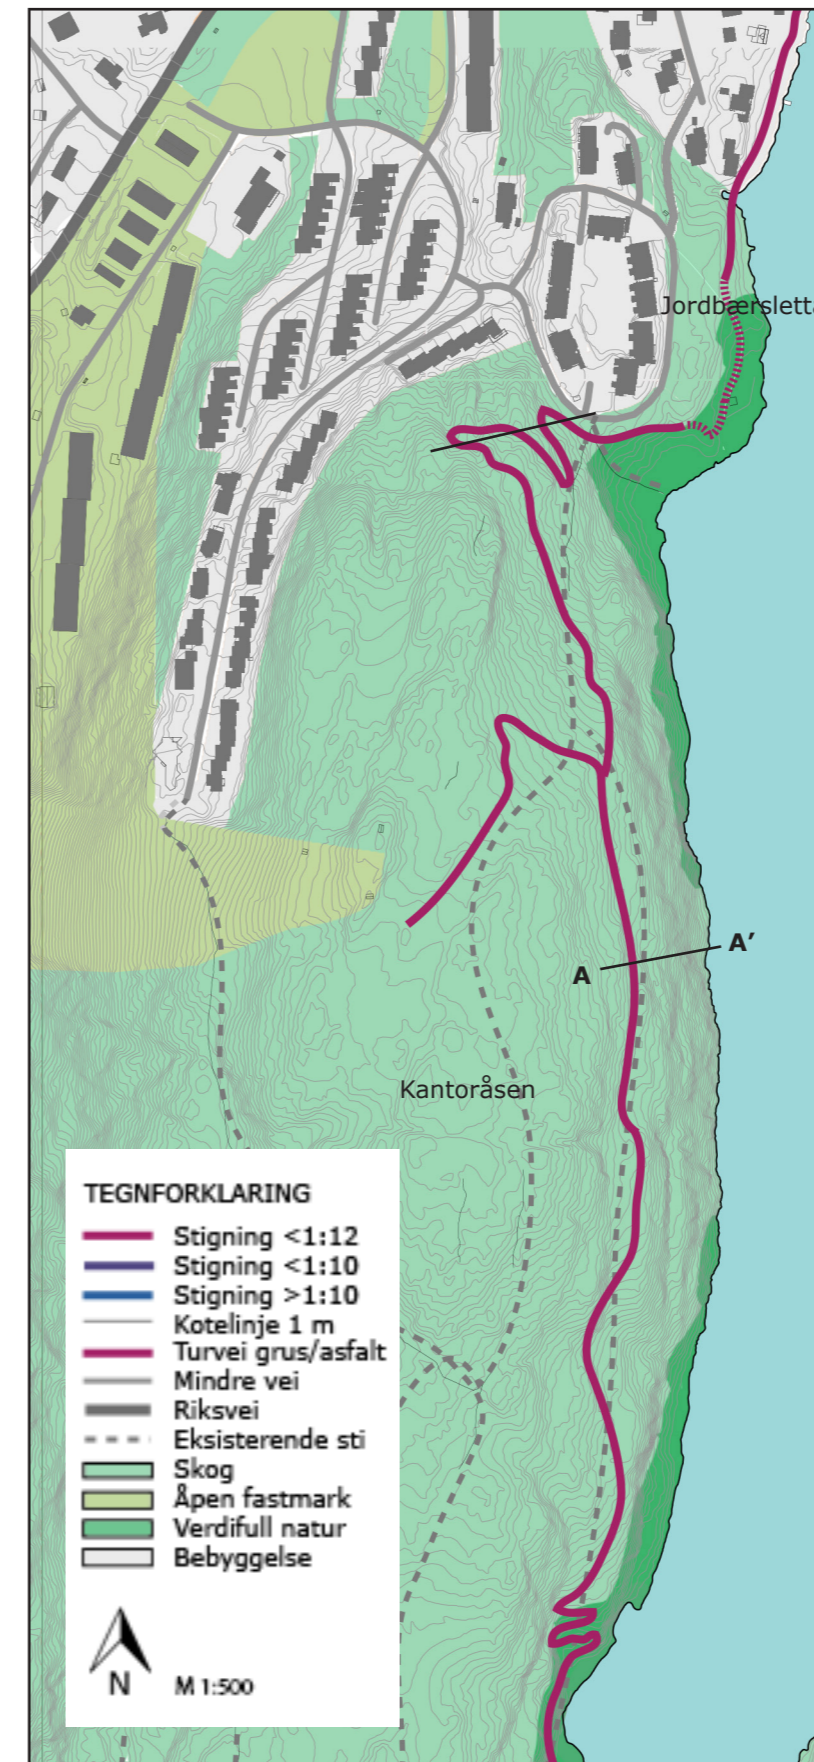 Jordbærsletta
A A’
Kantoråsen
TEGNFORKLARING
Stigning <1:12
Stigning <1:10
Stigning >1:10
Kotelinje 1 m
Turvei grus/asfalt
Mindre vei
Riksvei
Eksisterende sti
Skog
Åpen fastmark
Verdifull natur
Bebyggelse
N M 1:500